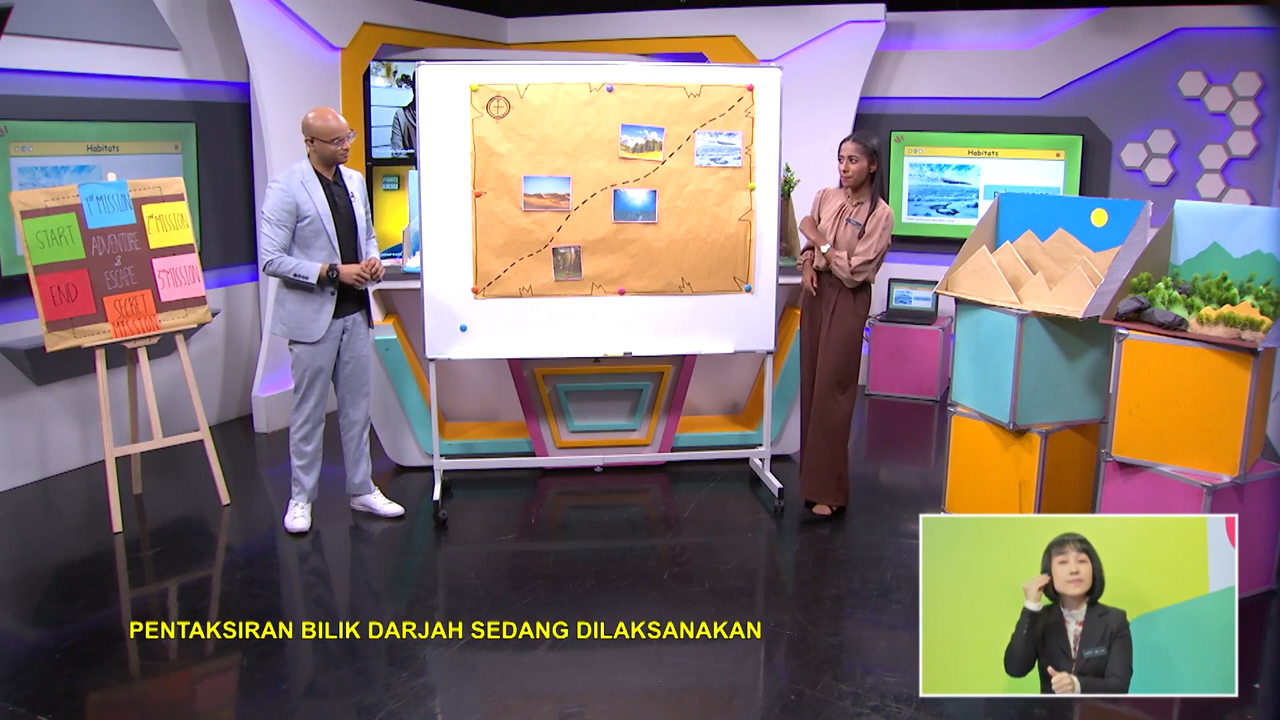 Habitats
START
1ST MISSION
2ND MISSION
ADVENTURE
&
ESCAPE
END
SECRET
MISSION
3RD MISSION
Habitats
PENTAKSIRAN BILIK DARJAH SEDANG DILAKSANAKAN